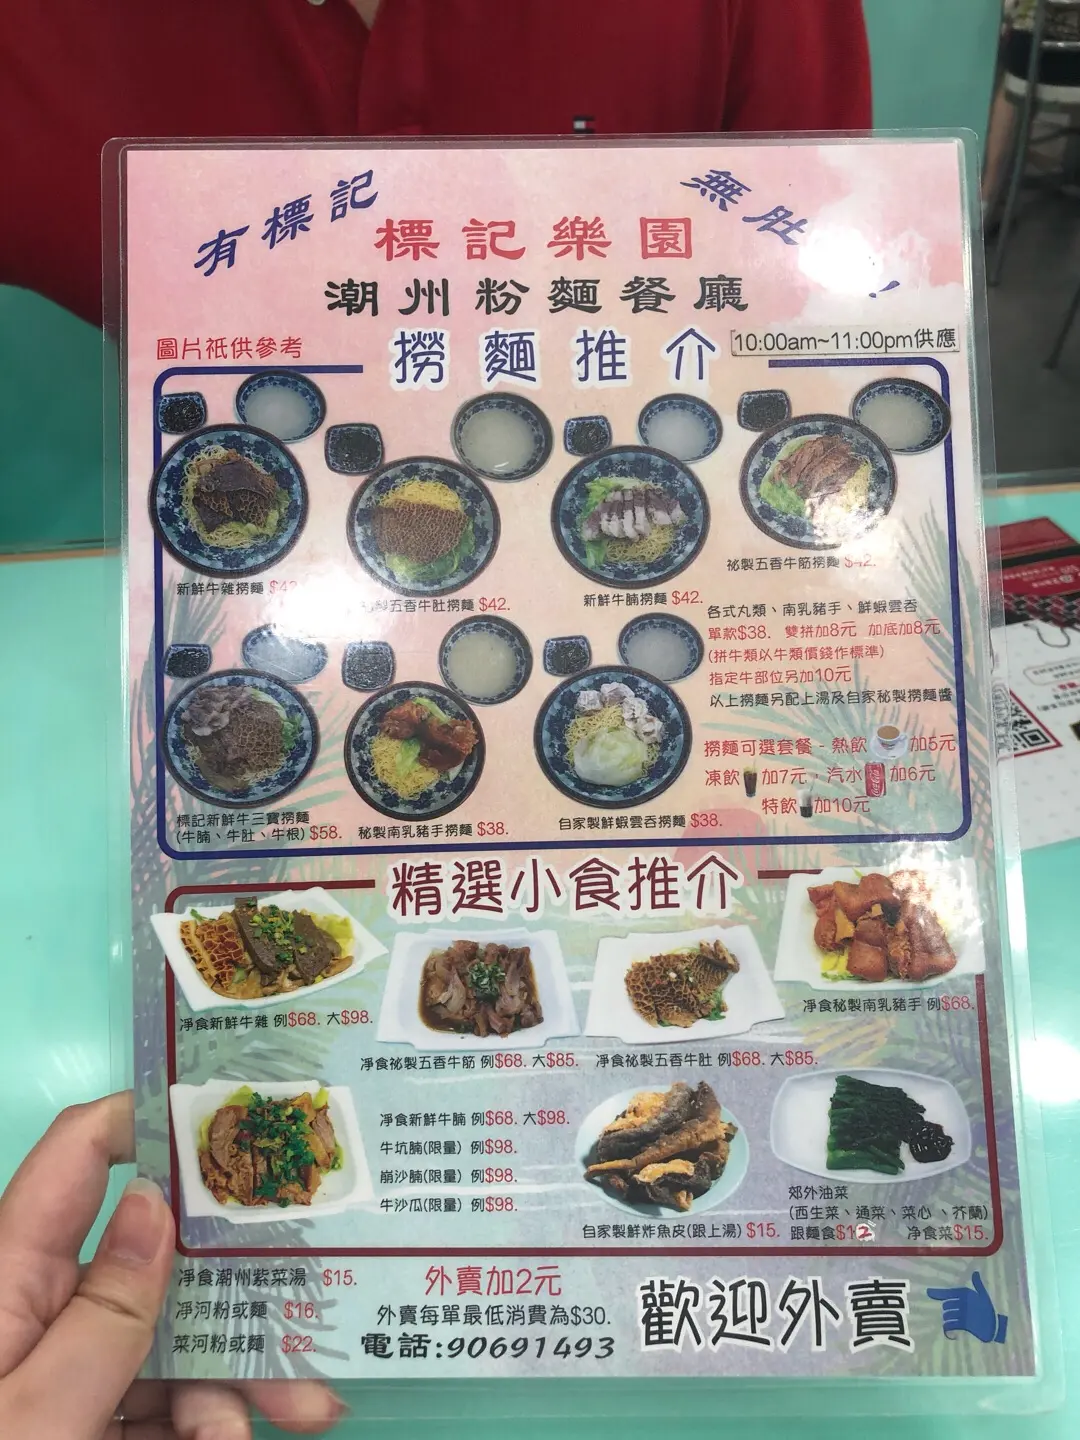 有標記 無肚
標記樂園
潮州粉麵餐廳
圖片祇供參考
撈麵推介
10:00am~11:00pm供應
新鮮牛雜撈麵
五香牛肚撈麵 $42.
新鮮牛腩撈麵 $42.
祕製五香牛筋撈麵 $42.
各式丸類、南乳豬手、鮮蝦雲吞
單款$38. 雙拼加8元 加底加8元
(拼牛類以牛類價錢作標準)
指定牛部位另加10元
以上撈麵另配上湯及自家秘製撈麵醬
撈麵可選套餐 - 熱飲 加5元
凍飲 加7元，汽水 加6元
特飲 加10元
標記新鮮牛三寶撈麵
(牛腩、牛肚、牛根) $58.
秘製南乳豬手撈麵 $38.
自家製鮮蝦雲吞撈麵 $38.
精選小食推介
淨食新鮮牛雜 例$68. 大$98.
淨食祕製五香牛筋 例$68. 大$85.
淨食祕製五香牛肚 例$68. 大$85.
淨食秘製南乳豬手 例$68.
淨食新鮮牛腩 例$68. 大$98.
牛坑腩(限量) 例$98.
崩沙腩(限量) 例$98.
牛沙瓜(限量) 例$98.
自家製鮮炸魚皮(跟上湯) $15.
郊外油菜
(西生菜、通菜、菜心、芥蘭)
跟麵食$12 净食菜$15.
凈食潮州紫菜湯 $15.
凈河粉或麵 $16.
菜河粉或麵 $22.
外賣加2元
外賣每單最低消費為$30.
電話:90691493
歡迎外賣